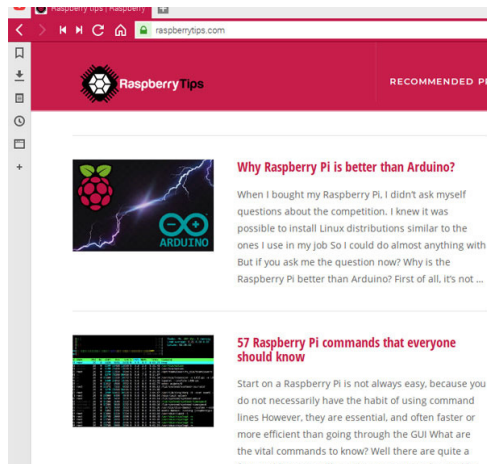 Raspberry tips | Raspberry
raspberrytips.com
RaspberryTips
RECOMMENDED
ARDUINO
Why Raspberry Pi is better than Arduino?
When I bought my Raspberry Pi, I didn't ask myself
questions about the competition. I knew it was
possible to install Linux distributions similar to the
ones I use in my job So I could do almost anything with
But if you ask me the question now? Why is the
Raspberry Pi better than Arduino? First of all, it's not ...
57 Raspberry Pi commands that everyone
should know
Start on a Raspberry Pi is not always easy, because you
do not necessarily have the habit of using command
lines However, they are essential, and often faster or
more efficient than going through the GUI What are
the vital commands to know? Well there are quite a